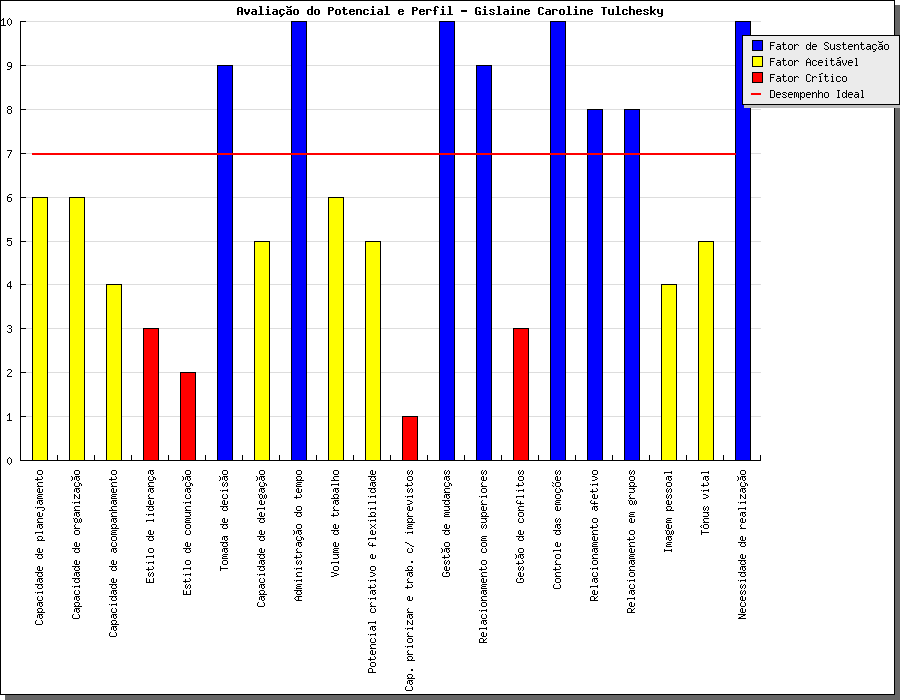 Avaliação do Potencial e Perfil - Gislaine Caroline Tulchesky
Fator de Sustentação
Fator Aceitável
Fator Crítico
Desempenho Ideal
10
9
8
7
6
5
4
3
2
1
0
Capacidade de planejamento
Capacidade de organização
Capacidade de acompanhamento
Estilo de liderança
Estilo de comunicação
Tomada de decisão
Capacidade de delegação
Administração do tempo
Volume de trabalho
Potencial criativo e flexibilidade
Cap. priorizar e trab. c/ imprevistos
Gestão de mudanças
Relacionamento com superiores
Gestão de conflitos
Controle das emoções
Relacionamento afetivo
Relacionamento em grupos
Imagem pessoal
Tônus vital
Necessidade de realização